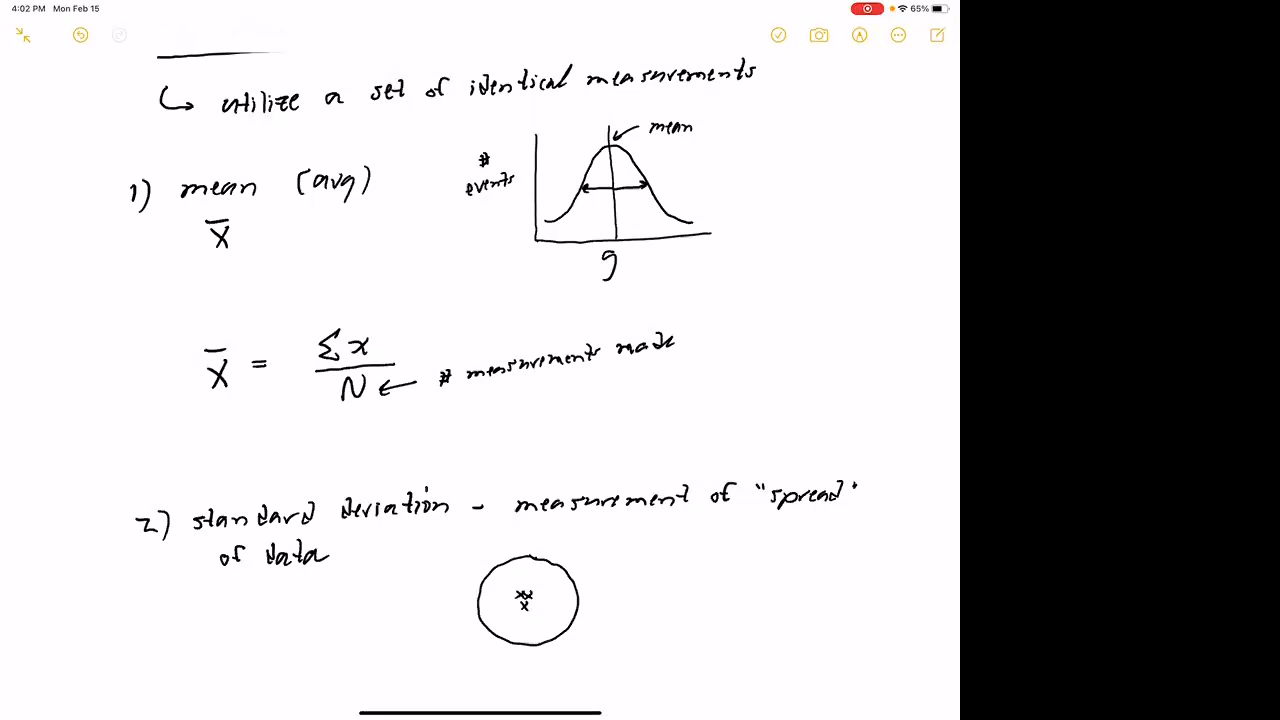 4:02 PM Mon Feb 15
65%
↳ utilize a set of identical measurements
mean
# events
g
1) mean (avg)
x̄
x̄ = Σx / N ← # measurements made
2) standard deviation - measurement of "spread"
of data
x x
x